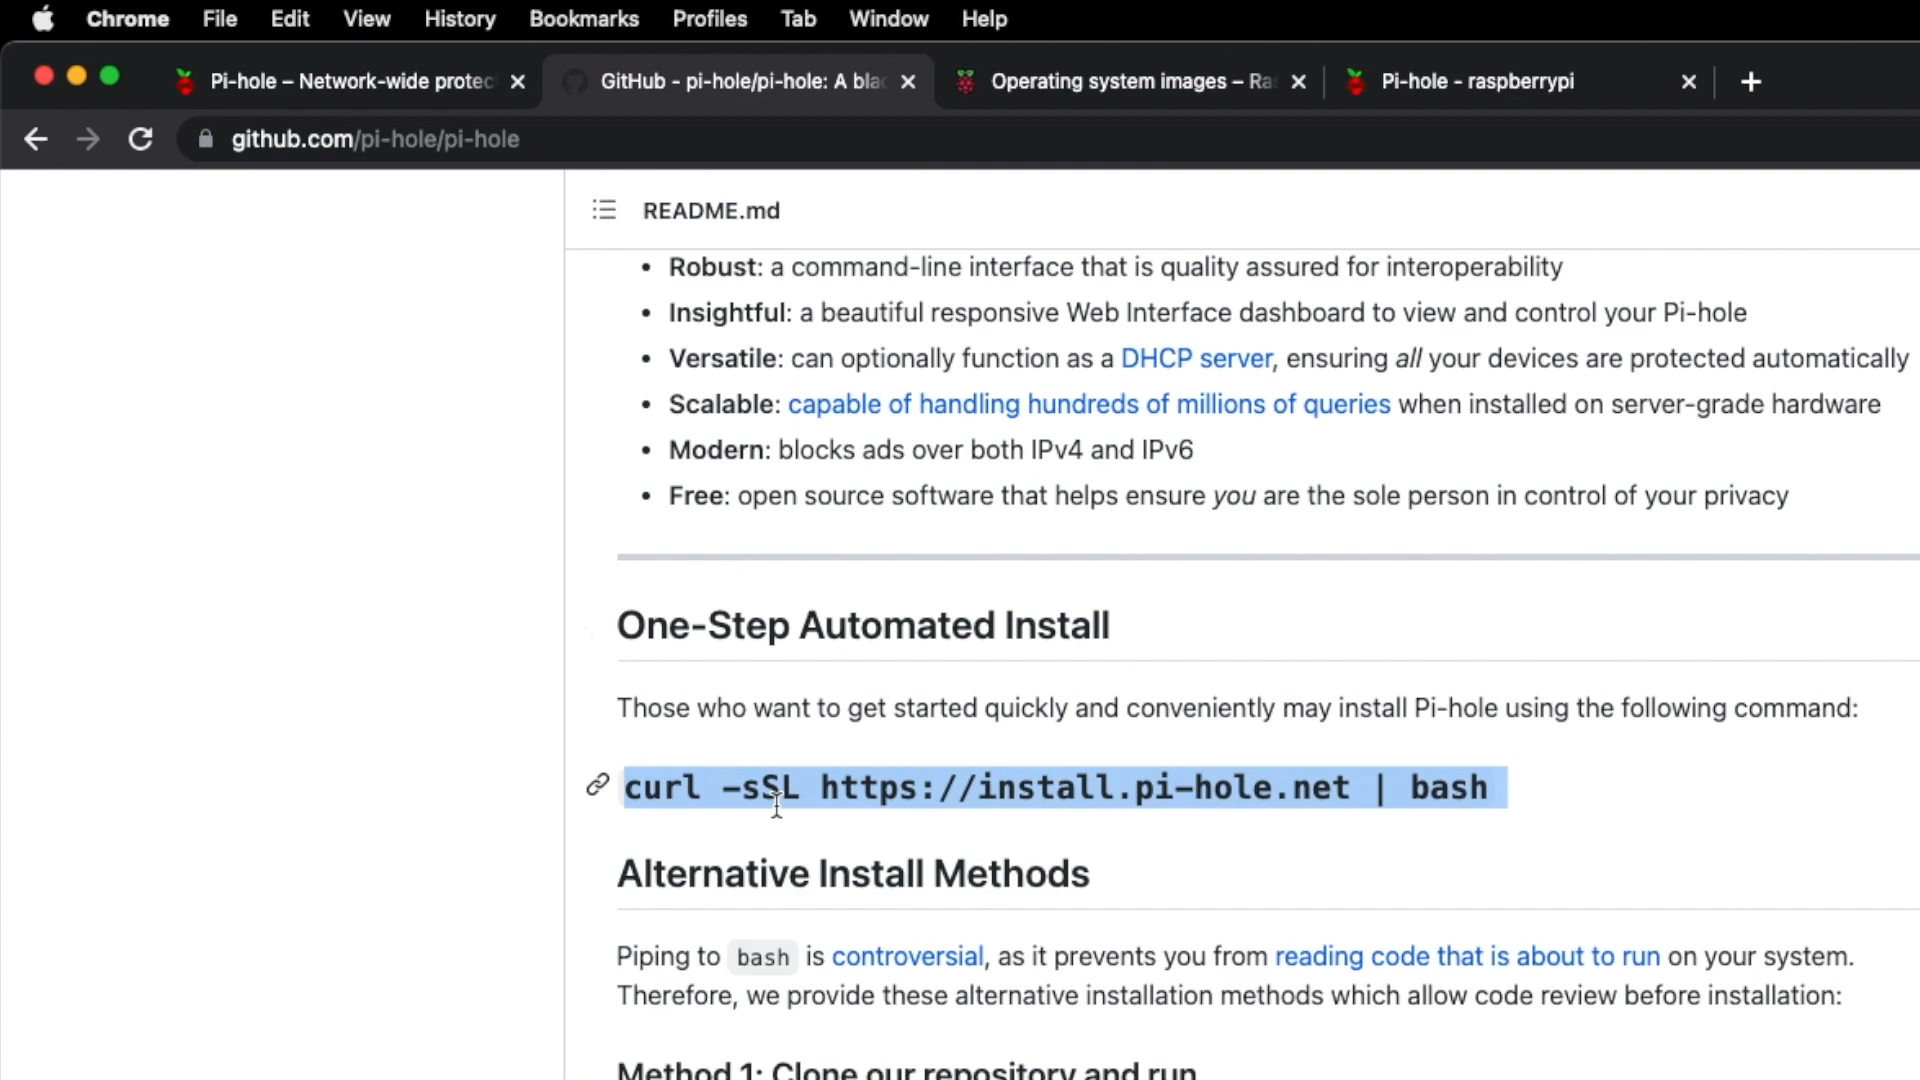 Chrome File Edit View History Bookmarks Profiles Tab Window Help
Pi-hole – Network-wide protec GitHub - pi-hole/pi-hole: A blac Operating system images – Ra Pi-hole - raspberrypi
github.com/pi-hole/pi-hole
README.md
• Robust: a command-line interface that is quality assured for interoperability
• Insightful: a beautiful responsive Web Interface dashboard to view and control your Pi-hole
• Versatile: can optionally function as a DHCP server, ensuring all your devices are protected automatically
• Scalable: capable of handling hundreds of millions of queries when installed on server-grade hardware
• Modern: blocks ads over both IPv4 and IPv6
• Free: open source software that helps ensure you are the sole person in control of your privacy
One-Step Automated Install
Those who want to get started quickly and conveniently may install Pi-hole using the following command:
curl -sSL https://install.pi-hole.net | bash
Alternative Install Methods
Piping to bash is controversial, as it prevents you from reading code that is about to run on your system.
Therefore, we provide these alternative installation methods which allow code review before installation:
Method 1: Clone our repository and run